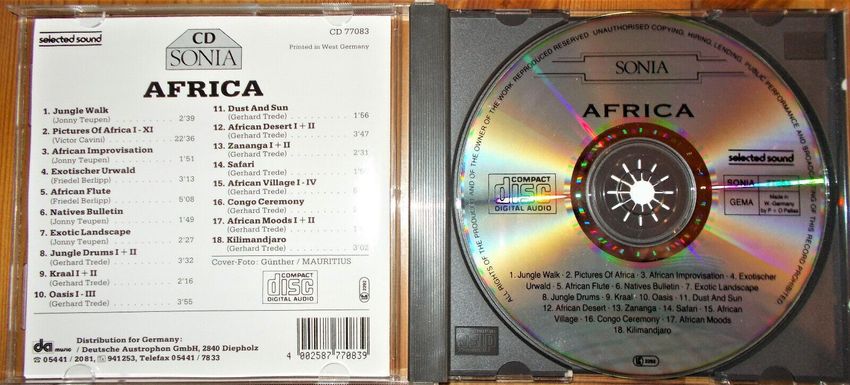 selected sound
CD
SONIA
CD 77083
Printed in West Germany
AFRICA
1. Jungle Walk
(Jonny Teupen) 2'39
2. Pictures Of Africa I - XI
(Victor Cavini) 22'36
3. African Improvisation
(Jonny Teupen) 1'51
4. Exotischer Urwald
(Friedel Berlipp) 3'13
5. African Flute
(Friedel Berlipp) 5'08
6. Natives Bulletin
(Jonny Teupen) 1'49
7. Exotic Landscape
(Jonny Teupen) 2'27
8. Jungle Drums I + II
(Gerhard Trede) 3'32
9. Kraal I + II
(Gerhard Trede) 2'16
10. Oasis I - III
(Gerhard Trede) 3'55
11. Dust And Sun
(Gerhard Trede) 1'56
12. African Desert I + II
(Gerhard Trede) 3'47
13. Zananga I + II
(Gerhard Trede) 2'31
14. Safari
(Gerhard Trede)
15. African Village I - IV
(Gerhard Trede)
16. Congo Ceremony
(Gerhard Trede)
17. African Moods I + II
(Gerhard Trede)
18. Kilimandjaro
(Gerhard Trede) 3'02
Cover-Foto: Günther / MAURITIUS
COMPACT
disc
DIGITAL AUDIO
da music
Distribution for Germany:
/ Deutsche Austrophon GmbH, 2840 Diepholz
☎ 05441 / 2081, 941253, Telefax 05441 / 7833
4 002587 770839
ALL RIGHTS OF THE PRODUCER AND OF THE OWNER OF THE WORK REPRODUCED RESERVED. UNAUTHORISED COPYING, HIRING, LENDING, PUBLIC PERFORMANCE AND BROADCASTING OF THIS RECORD PROHIBITED
SONIA
AFRICA
selected sound
COMPACT
disc
DIGITAL AUDIO
SONIA
GEMA
Made in
W. Germany
by P + O Pallas
1. Jungle Walk · 2. Pictures Of Africa · 3. African Improvisation · 4. Exotischer
Urwald · 5. African Flute · 6. Natives Bulletin · 7. Exotic Landscape
8. Jungle Drums · 9. Kraal · 10. Oasis · 11. Dust And Sun
12. African Desert · 13. Zananga · 14. Safari · 15. African
Village · 16. Congo Ceremony · 17. African Moods
18. Kilimandjaro